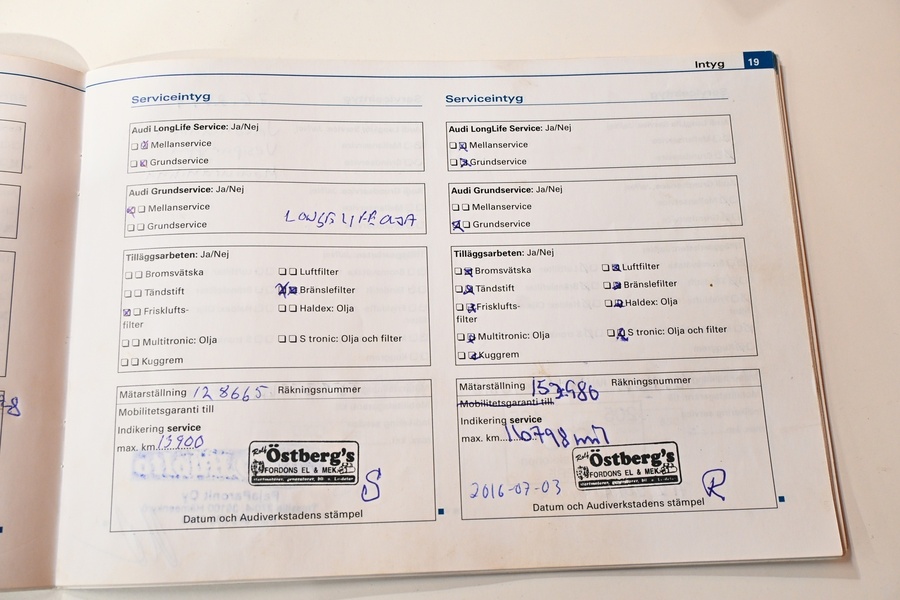 Intyg 19
Serviceintyg
Audi LongLife Service: Ja/Nej
Mellanservice
Grundservice
Audi Grundservice: Ja/Nej
Mellanservice
Grundservice
LONGLIFE OLJA
Tilläggsarbeten: Ja/Nej
Bromsvätska
Luftfilter
Tändstift
Bränslefilter
Friskluftsfilter
Haldex: Olja
Multitronic: Olja
S tronic: Olja och filter
Kuggrem
Mätarställning 128665 Räkningsnummer
Mobilitetsgaranti till
Indikering service
max. km 13900
Rolf Östberg's
FORDONS EL & MEK
S
Datum och Audiverkstadens stämpel
Serviceintyg
Audi LongLife Service: Ja/Nej
Mellanservice
Grundservice
Audi Grundservice: Ja/Nej
Mellanservice
Grundservice
Tilläggsarbeten: Ja/Nej
Bromsvätska
Luftfilter
Tändstift
Bränslefilter
Friskluftsfilter
Haldex: Olja
Multitronic: Olja
S tronic: Olja och filter
Kuggrem
Mätarställning Räkningsnummer
Mobilitetsgaranti till
Indikering service
max. km
Rolf Östberg's
FORDONS EL & MEK
2016-07-03
R
Datum och Audiverkstadens stämpel